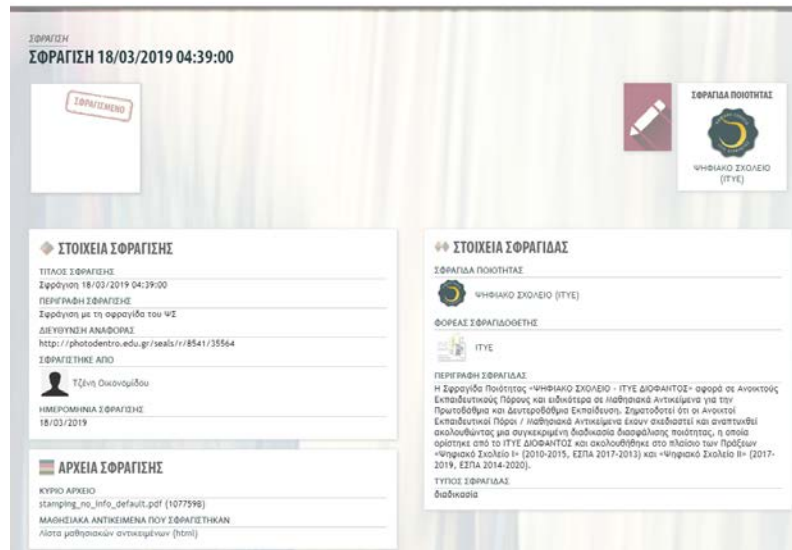 ΣΦΡΑΓΙΣΗ
ΣΦΡΑΓΙΣΗ 18/03/2019 04:39:00
ΣΦΡΑΓΙΣΜΕΝΟ
ΣΦΡΑΓΙΔΑ ΠΟΙΟΤΗΤΑΣ
ΨΗΦΙΑΚΟ ΣΧΟΛΕΙΟ
(ΙΤΥΕ)
ΣΤΟΙΧΕΙΑ ΣΦΡΑΓΙΣΗΣ
ΤΙΤΛΟΣ ΣΦΡΑΓΙΣΗΣ
Σφράγιση 18/03/2019 04:39:00
ΠΕΡΙΓΡΑΦΗ ΣΦΡΑΓΙΣΗΣ
Σφράγιση με τη σφραγίδα του ΨΣ
ΔΙΕΥΘΥΝΣΗ ΑΝΑΦΟΡΑΣ
http://photodentro.edu.gr/seals/r/8541/35564
ΣΦΡΑΓΙΣΤΗΚΕ ΑΠΟ
Τζένη Οικονομίδου
ΗΜΕΡΟΜΗΝΙΑ ΣΦΡΑΓΙΣΗΣ
18/03/2019
ΑΡΧΕΙΑ ΣΦΡΑΓΙΣΗΣ
ΚΥΡΙΟ ΑΡΧΕΙΟ
stamping_no_info_default.pdf (1077598)
ΜΑΘΗΣΙΑΚΑ ΑΝΤΙΚΕΙΜΕΝΑ ΠΟΥ ΣΦΡΑΓΙΣΤΗΚΑΝ
Λίστα μαθησιακών αντικειμένων (html)
ΣΤΟΙΧΕΙΑ ΣΦΡΑΓΙΔΑΣ
ΣΦΡΑΓΙΔΑ ΠΟΙΟΤΗΤΑΣ
ΨΗΦΙΑΚΟ ΣΧΟΛΕΙΟ (ΙΤΥΕ)
ΦΟΡΕΑΣ ΣΦΡΑΓΙΔΟΘΕΤΗΣ
ΙΤΥΕ
ΠΕΡΙΓΡΑΦΗ ΣΦΡΑΓΙΔΑΣ
Η Σφραγίδα Ποιότητας «ΨΗΦΙΑΚΟ ΣΧΟΛΕΙΟ - ΙΤΥΕ ΔΙΟΦΑΝΤΟΣ» αφορά σε Ανοικτούς
Εκπαιδευτικούς Πόρους και ειδικότερα σε Μαθησιακά Αντικείμενα για την
Πρωτοβάθμια και Δευτεροβάθμια Εκπαίδευση. Σηματοδοτεί ότι οι Ανοικτοί
Εκπαιδευτικοί Πόροι / Μαθησιακά Αντικείμενα έχουν σχεδιαστεί και αναπτυχθεί
ακολουθώντας μια συγκεκριμένη διαδικασία διασφάλισης ποιότητας, η οποία
ορίστηκε από το ΙΤΥΕ ΔΙΟΦΑΝΤΟΣ και ακολουθήθηκε στο πλαίσιο των Πράξεων
«Ψηφιακό Σχολείο Ι» (2010-2015, ΕΣΠΑ 2017-2013) και «Ψηφιακό Σχολείο ΙΙ» (2017-
2019, ΕΣΠΑ 2014-2020).
ΤΥΠΟΣ ΣΦΡΑΓΙΔΑΣ
διαδικασία